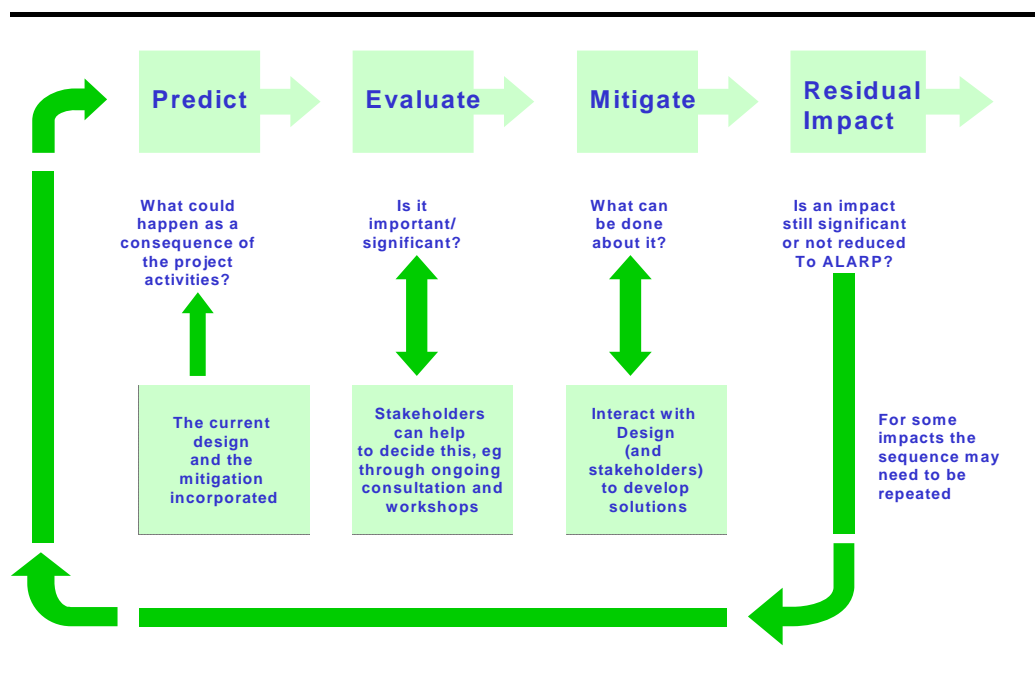 Predict
Evaluate
Mitigate
Residual
Impact
What could
happen as a
consequence of
the project
activities?
Is it
important/
significant?
What can
be done
about it?
Is an impact
still significant
or not reduced
To ALARP?
The current
design
and the
mitigation
incorporated
Stakeholders
can help
to decide this, eg
through ongoing
consultation and
workshops
Interact with
Design
(and
stakeholders)
to develop
solutions
For some
impacts the
sequence may
need to be
repeated